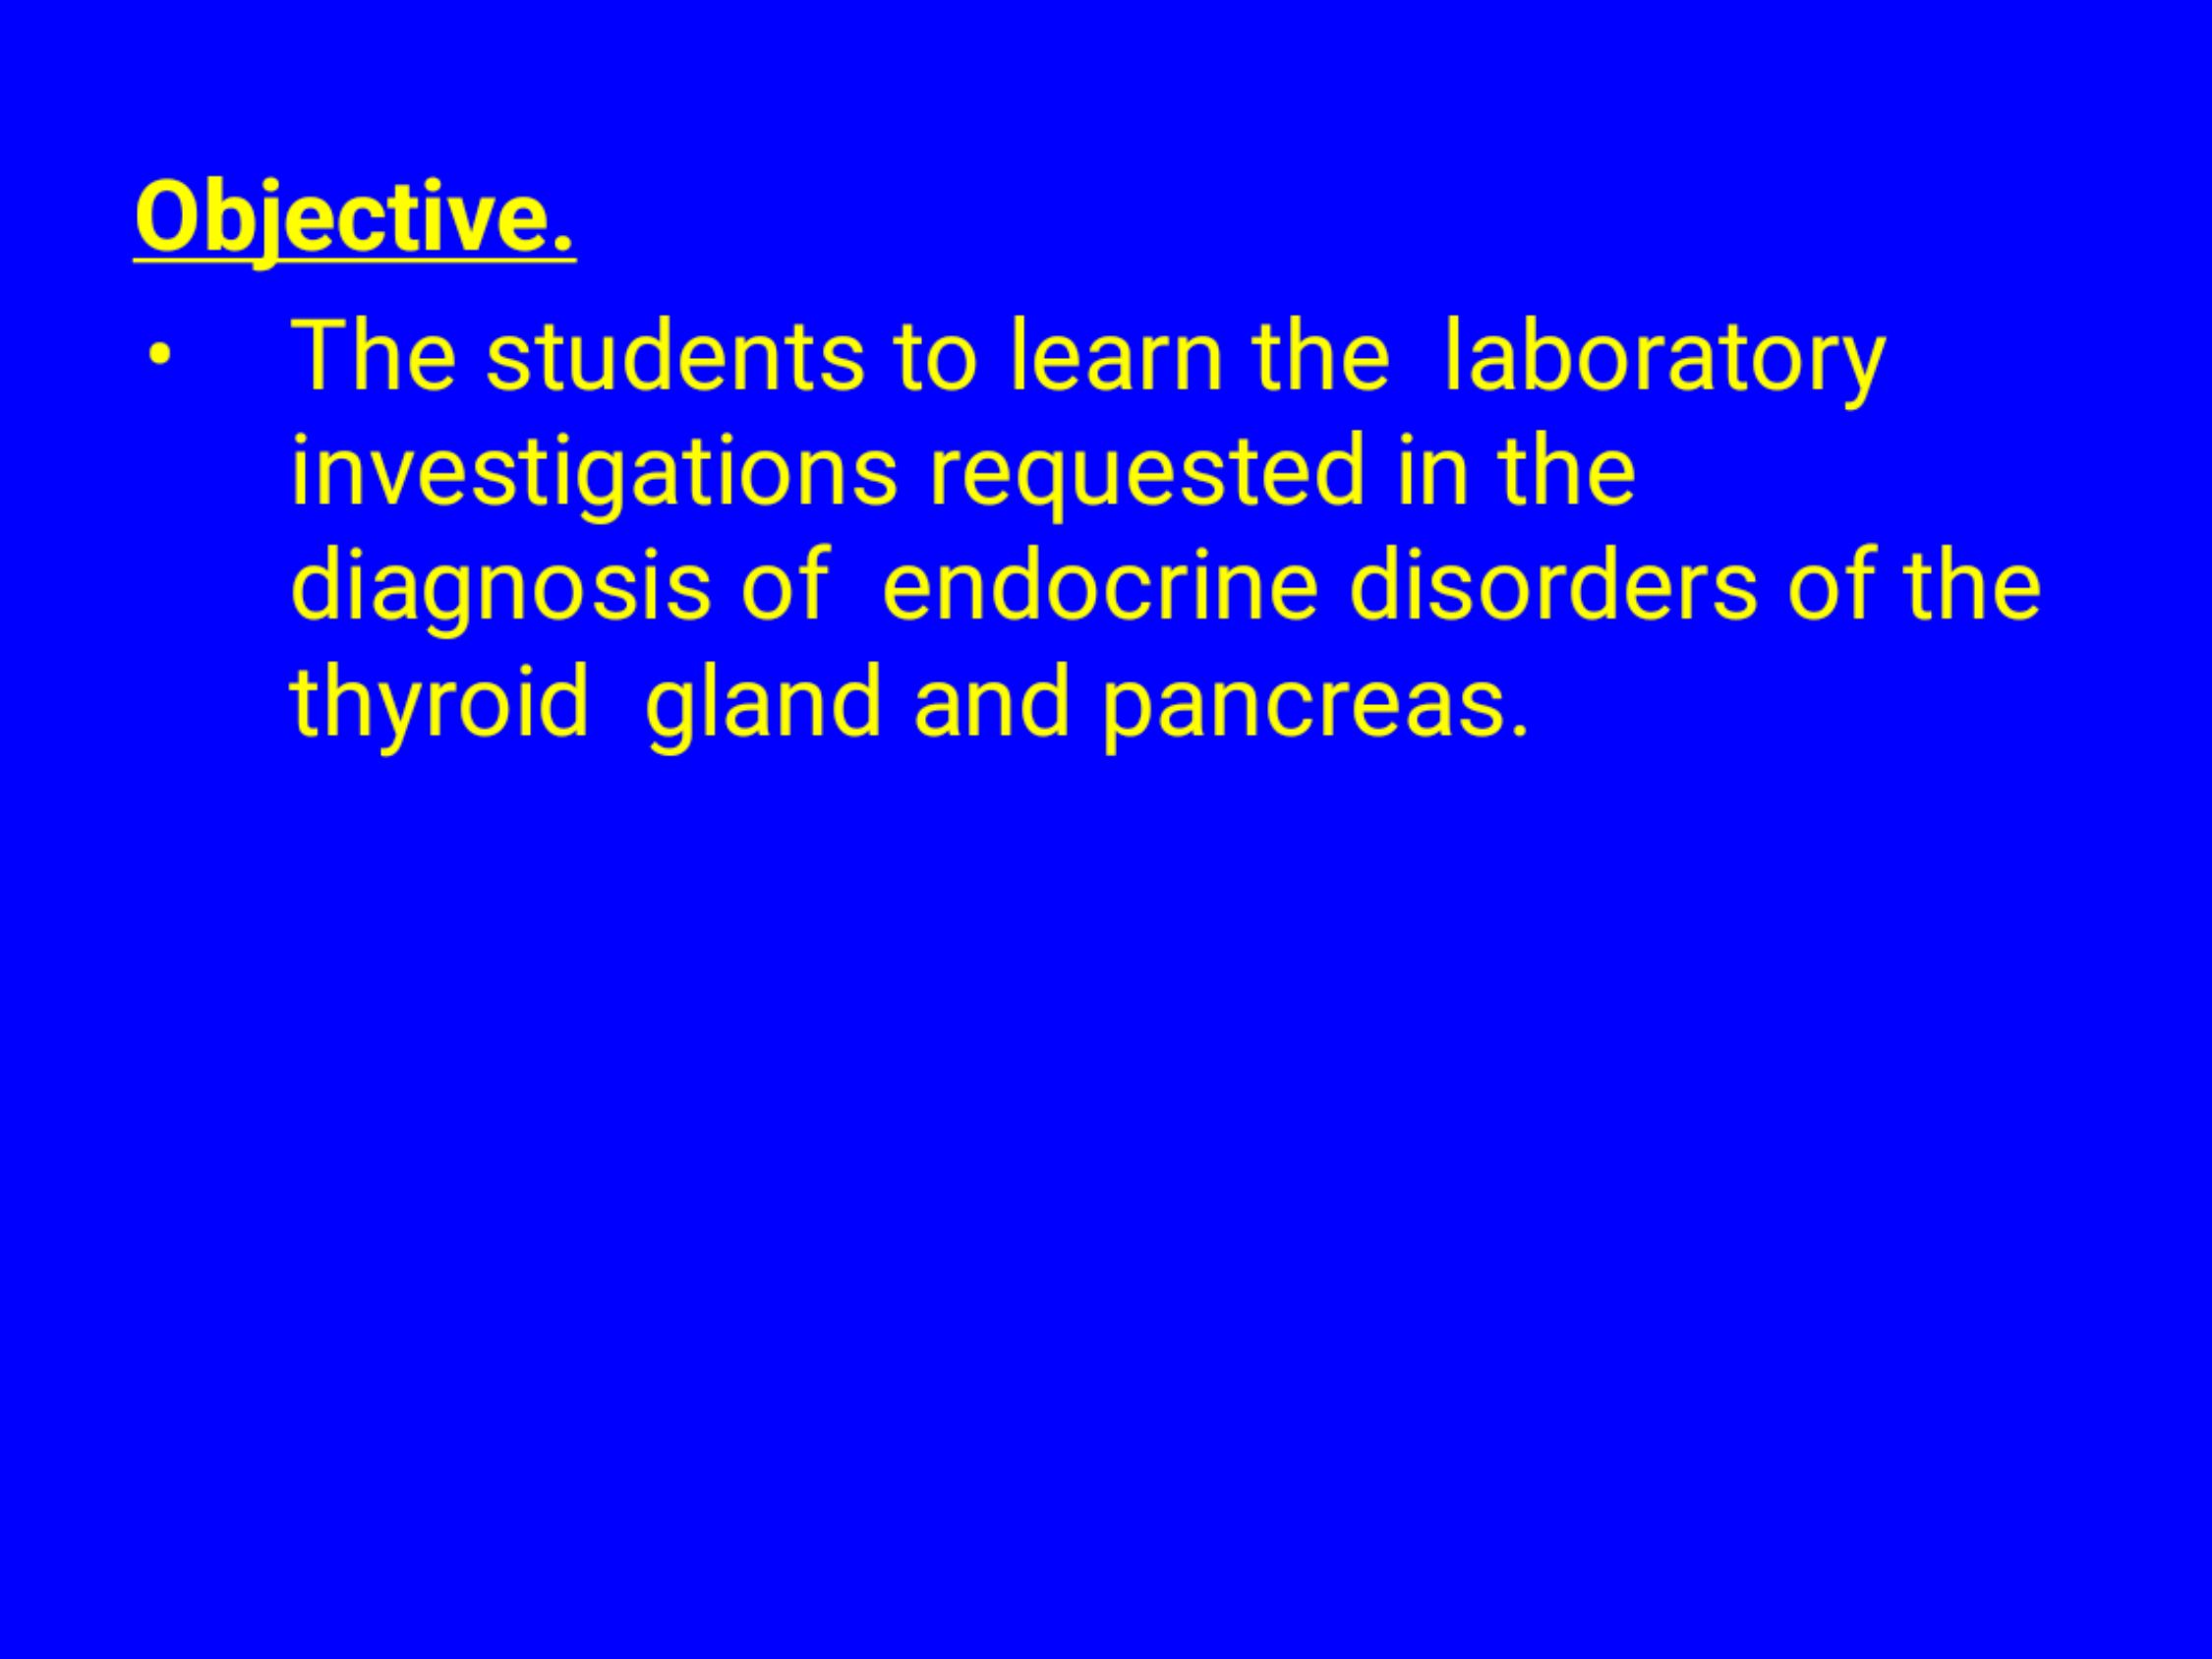 Objective.
• The students to learn the  laboratory
investigations requested in the
diagnosis of  endocrine disorders of the
thyroid  gland and pancreas.